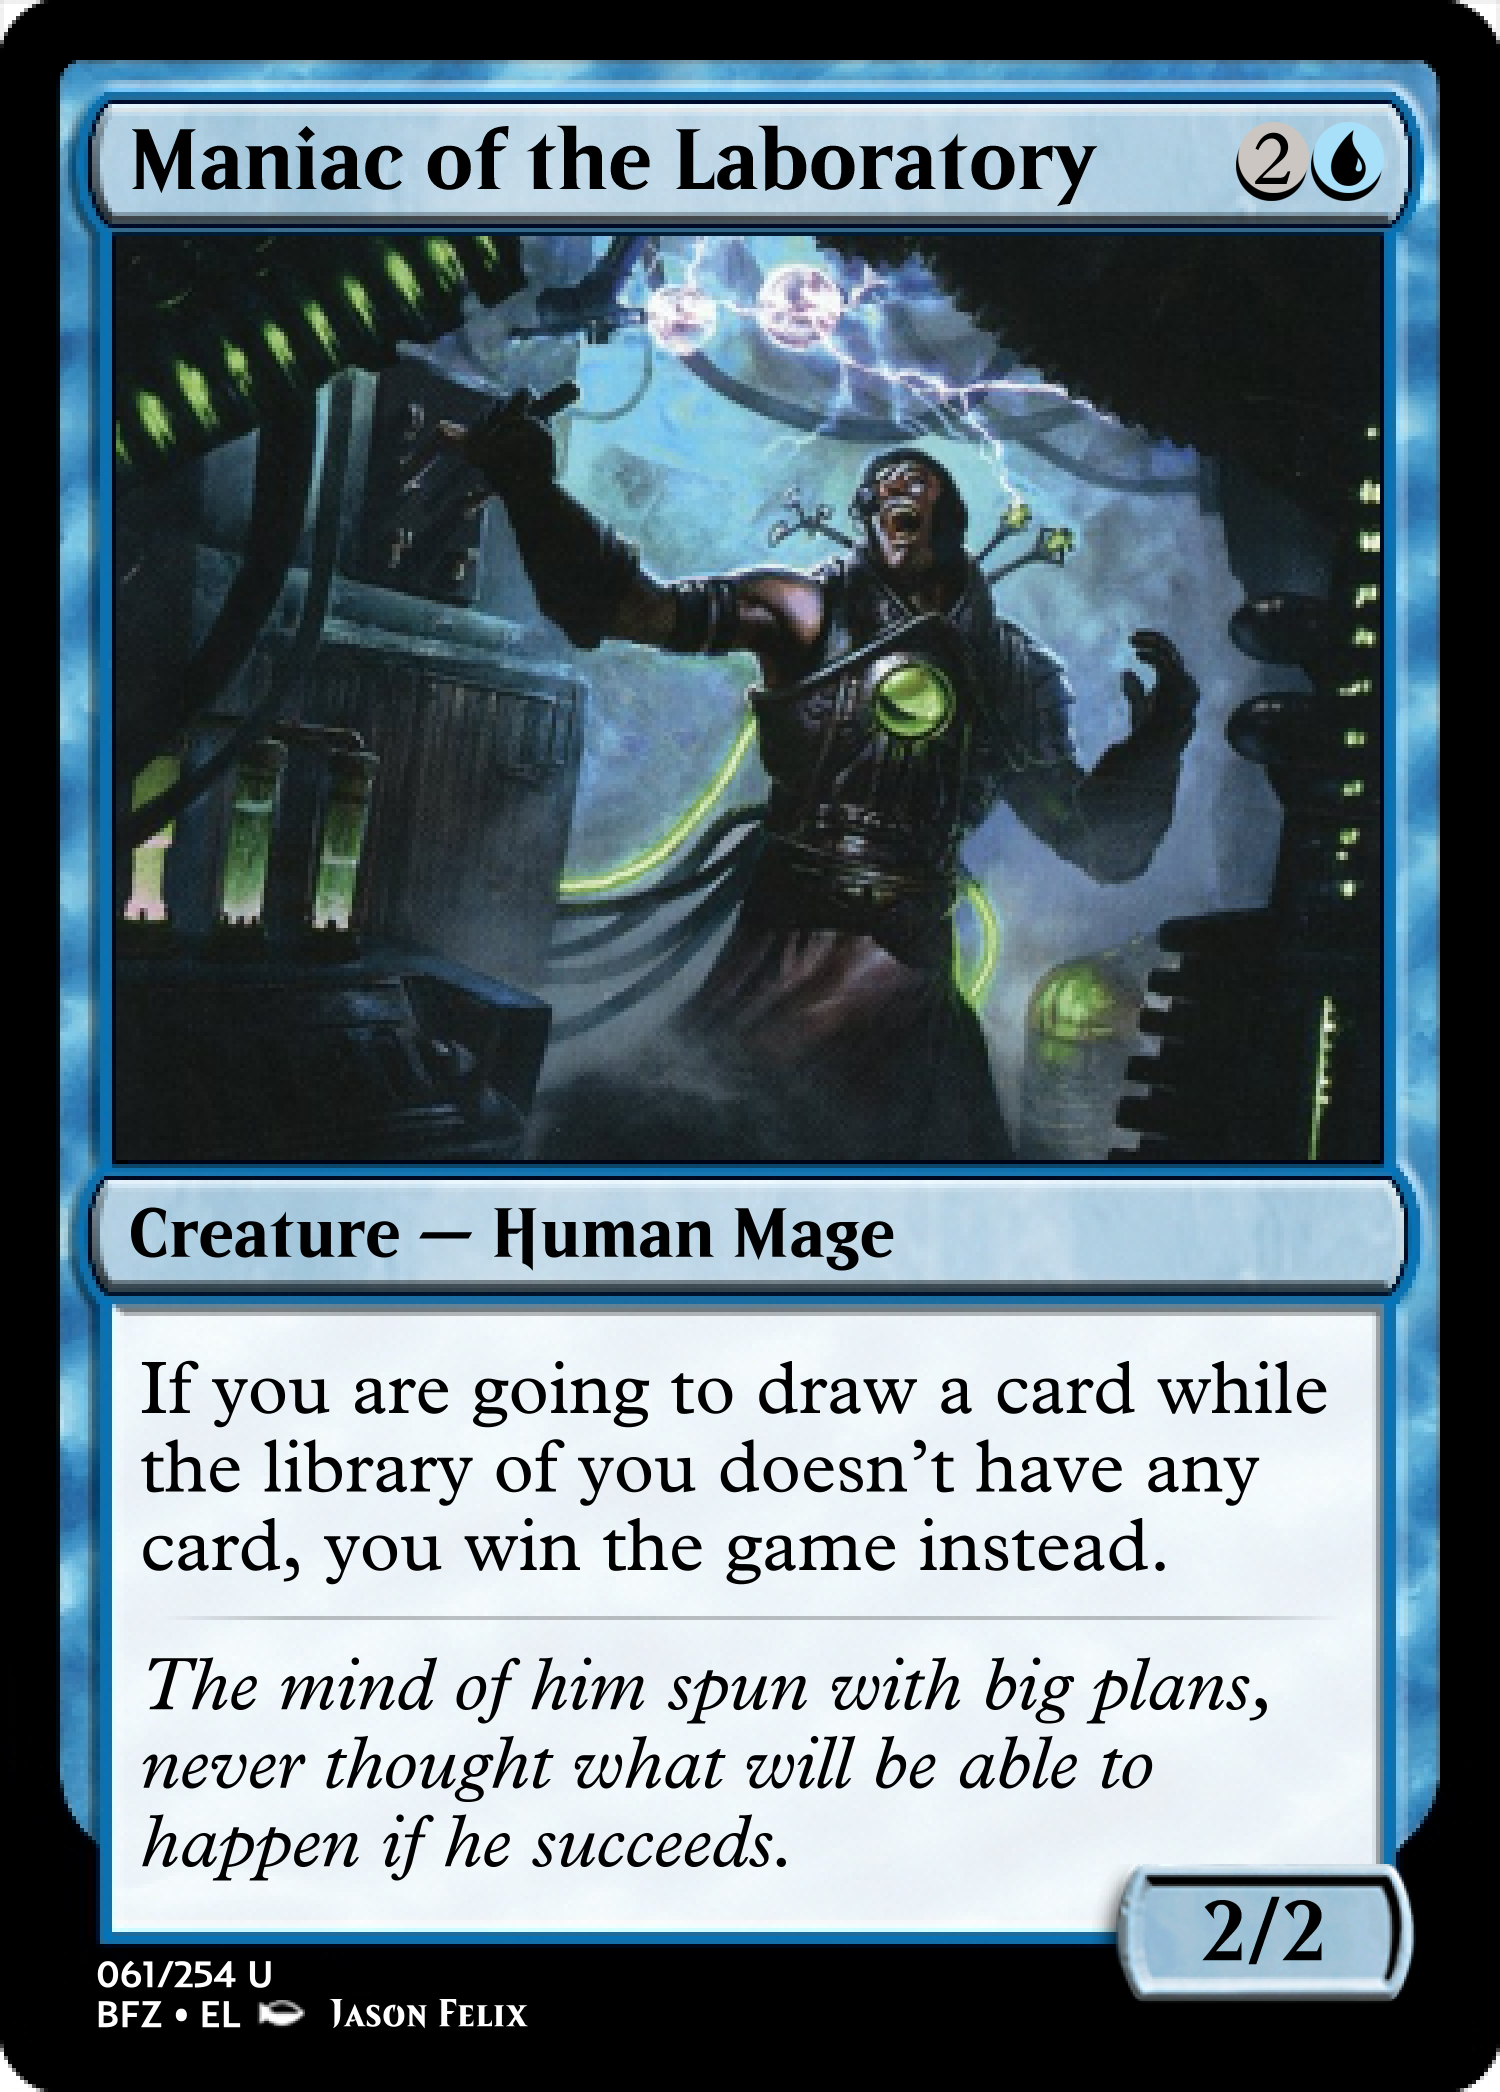 Maniac of the Laboratory 2
Creature — Human Mage
If you are going to draw a card while
the library of you doesn't have any
card, you win the game instead.
The mind of him spun with big plans,
never thought what will be able to
happen if he succeeds.
2/2
061/254 U
BFZ • EL Jason Felix